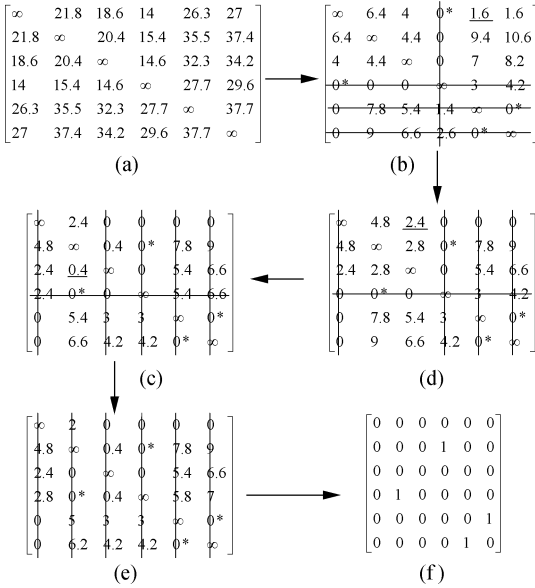 ∞ 21.8 18.6 14 26.3 27
21.8 ∞ 20.4 15.4 35.5 37.4
18.6 20.4 ∞ 14.6 32.3 34.2
14 15.4 14.6 ∞ 27.7 29.6
26.3 35.5 32.3 27.7 ∞ 37.7
27 37.4 34.2 29.6 37.7 ∞
(a)
∞ 6.4 4 0* 1.6 1.6
6.4 ∞ 4.4 0 9.4 10.6
4 4.4 ∞ 0 7 8.2
0* 0 0 ∞ 3 4.2
0 7.8 5.4 1.4 ∞ 0*
0 9 6.6 2.6 0* ∞
(b)
∞ 2.4 0 0 0 0
4.8 ∞ 0.4 0* 7.8 9
2.4 0.4 ∞ 0 5.4 6.6
2.4 0* 0 ∞ 5.4 6.6
0 5.4 3 3 ∞ 0*
0 6.6 4.2 4.2 0* ∞
(c)
∞ 4.8 2.4 0 0 0
4.8 ∞ 2.8 0* 7.8 9
2.4 2.8 ∞ 0 5.4 6.6
0 0* 0 ∞ 3 4.2
0 7.8 5.4 3 ∞ 0*
0 9 6.6 4.2 0* ∞
(d)
∞ 2 0 0 0 0
4.8 ∞ 0.4 0* 7.8 9
2.4 0 ∞ 0 5.4 6.6
2.8 0* 0.4 ∞ 5.8 7
0 5 3 3 ∞ 0*
0 6.2 4.2 4.2 0* ∞
(e)
0 0 0 0 0 0
0 0 0 1 0 0
0 0 0 0 0 0
0 1 0 0 0 0
0 0 0 0 0 1
0 0 0 0 1 0
(f)